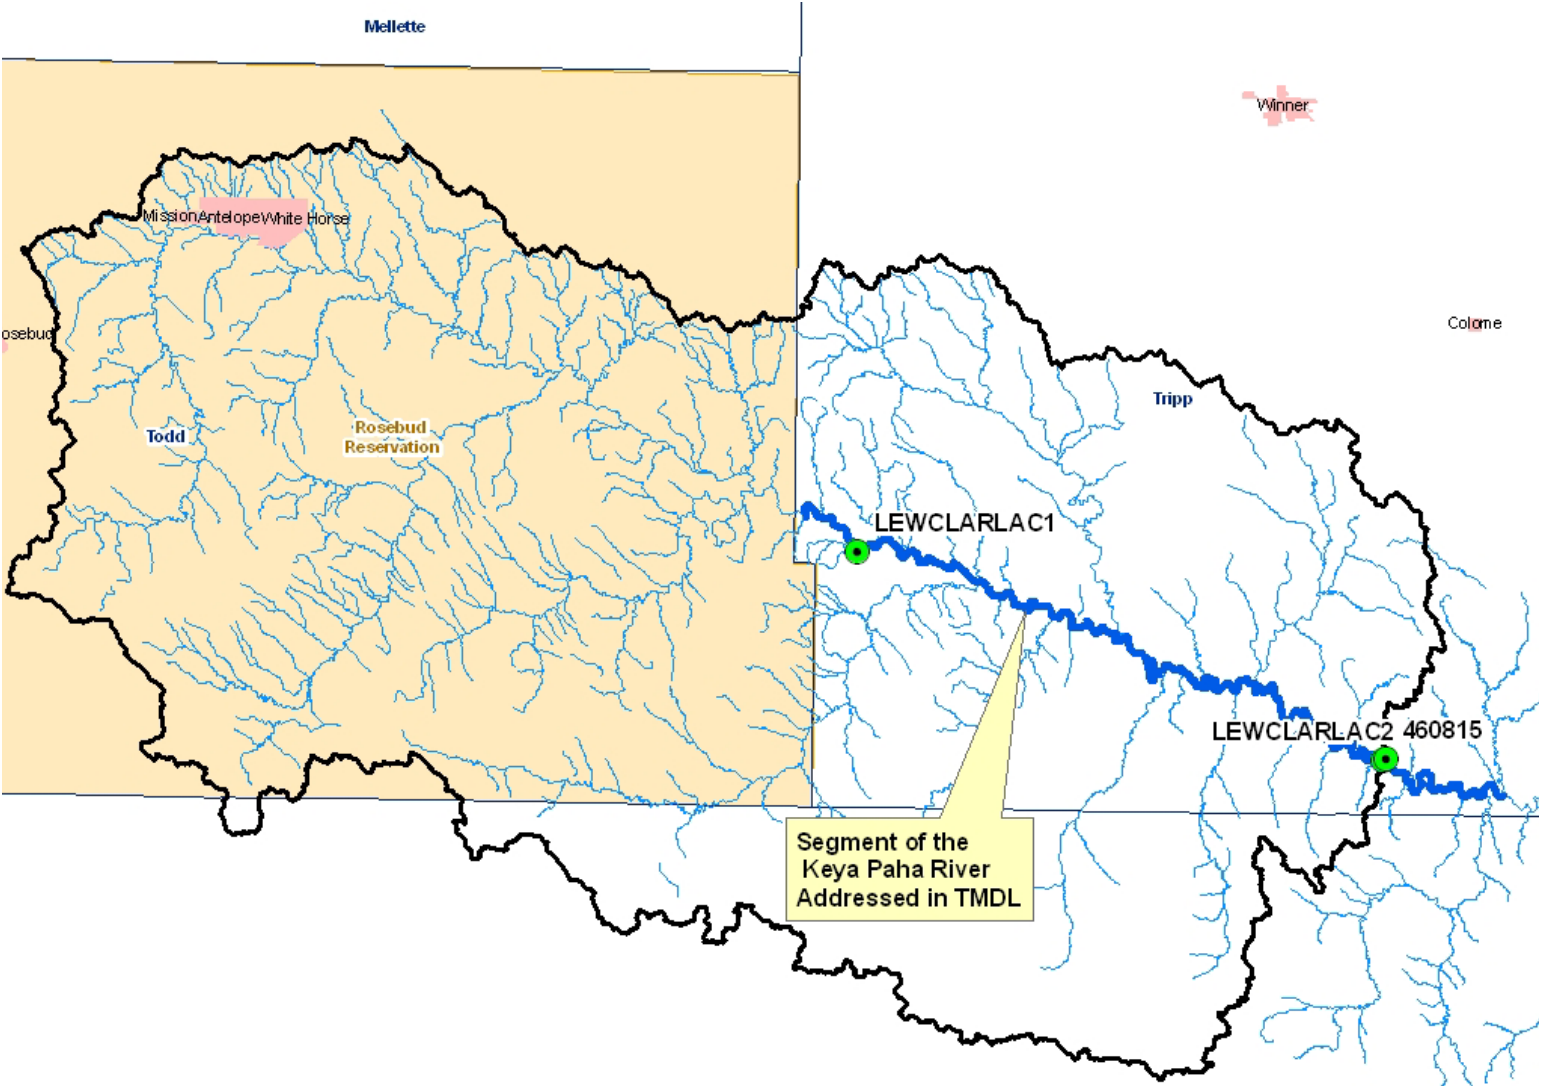 Mellette
Winner
Mission Antelope White Horse
osebud
Colome
Tripp
Todd
Rosebud
Reservation
LEWCLARLAC1
LEWCLARLAC2 460815
Segment of the
Keya Paha River
Addressed in TMDL